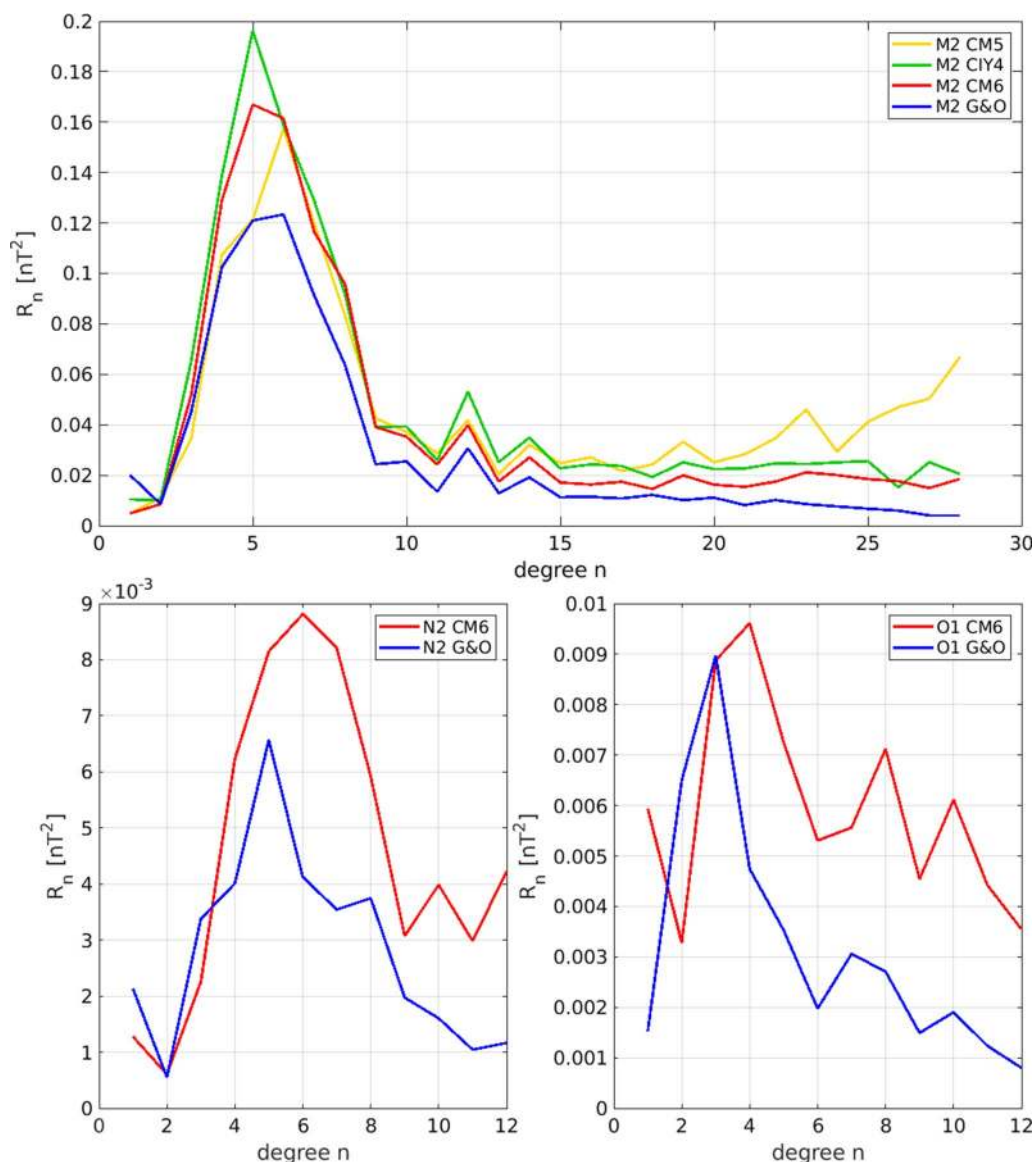 0.2
0.18
0.16
0.14
0.12
0.1
0.08
0.06
0.04
0.02
0
R_n [nT^2]
M2 CM5
M2 CIY4
M2 CM6
M2 G&O
0 5 10 15 20 25 30
degree n
×10^-3
9
8
7
6
5
4
3
2
1
0
R_n [nT^2]
N2 CM6
N2 G&O
0 2 4 6 8 10 12
degree n
0.01
0.009
0.008
0.007
0.006
0.005
0.004
0.003
0.002
0.001
0
R_n [nT^2]
O1 CM6
O1 G&O
0 2 4 6 8 10 12
degree n